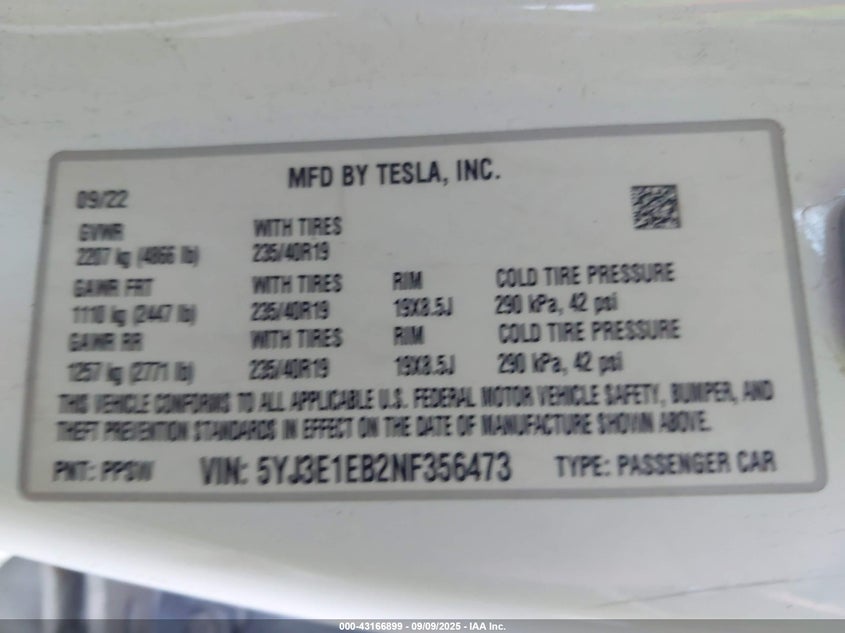 MFD BY TESLA, INC.
09/22
GVWR WITH TIRES
2207 kg (4866 lb) 235/40R19
GAWR FRT WITH TIRES RIM COLD TIRE PRESSURE
1110 kg (2447 lb) 235/40R19 19X8.5J 290 kPa, 42 psi
GAWR RR WITH TIRES RIM COLD TIRE PRESSURE
1257 kg (2771 lb) 235/40R19 19X8.5J 290 kPa, 42 psi
THIS VEHICLE CONFORMS TO ALL APPLICABLE U.S. FEDERAL MOTOR VEHICLE SAFETY, BUMPER, AND
THEFT PREVENTION STANDARDS IN EFFECT ON THE DATE OF MANUFACTURE SHOWN ABOVE.
PNT: PPSW VIN: 5YJ3E1EB2NF356473 TYPE: PASSENGER CAR
000-43166899 - 09/09/2025 - IAA Inc.